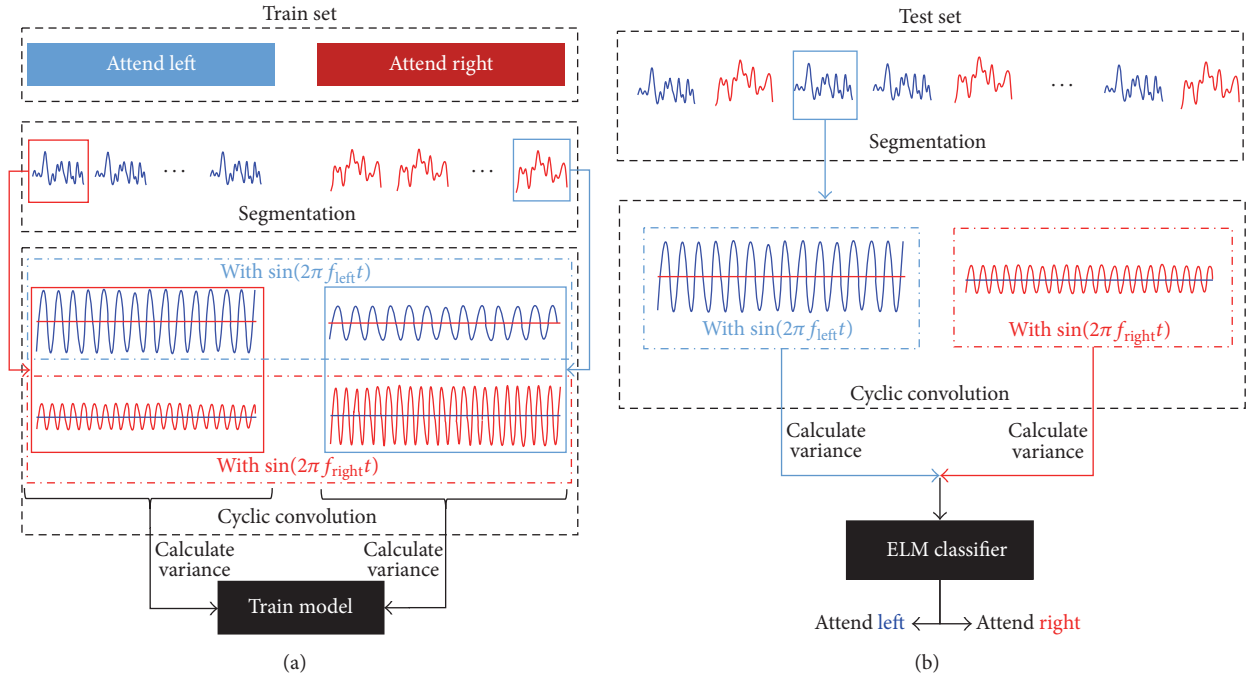 Train set
Attend left
Attend right
...
...
Segmentation
With sin(2π f_left t)
With sin(2π f_right t)
Cyclic convolution
Calculate
variance
Calculate
variance
Train model
(a)
Test set
...
Segmentation
With sin(2π f_left t)
With sin(2π f_right t)
Cyclic convolution
Calculate
variance
Calculate
variance
ELM classifier
Attend left
Attend right
(b)